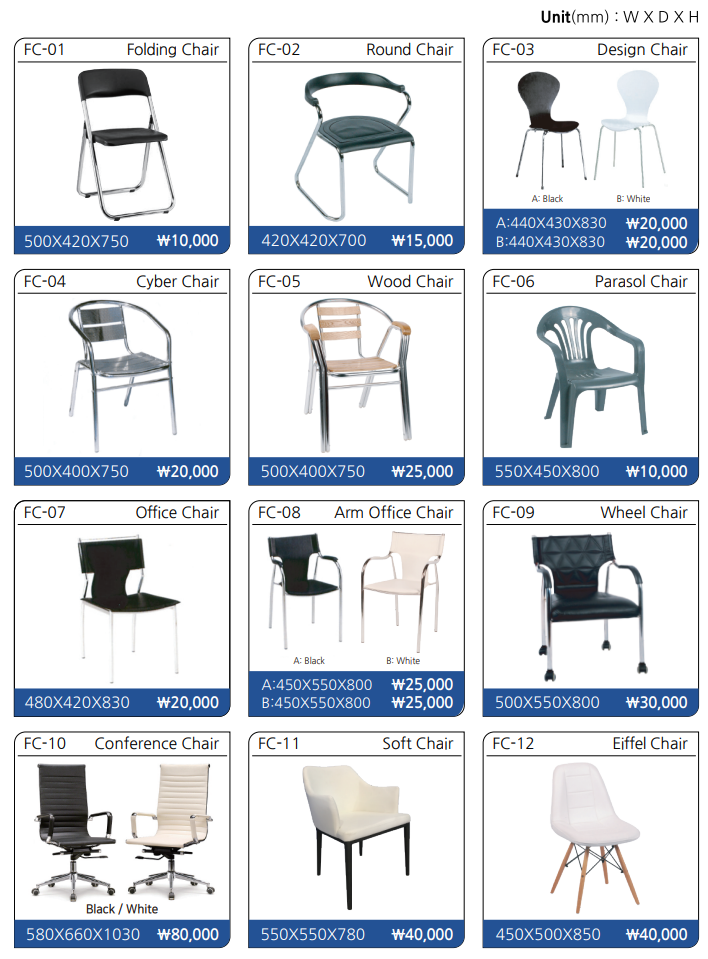 Unit(mm) : W X D X H
FC-01 Folding Chair
500X420X750 ₩10,000
FC-02 Round Chair
420X420X700 ₩15,000
FC-03 Design Chair
A: Black B: White
A:440X430X830 ₩20,000
B:440X430X830 ₩20,000
FC-04 Cyber Chair
500X400X750 ₩20,000
FC-05 Wood Chair
500X400X750 ₩25,000
FC-06 Parasol Chair
550X450X800 ₩10,000
FC-07 Office Chair
480X420X830 ₩20,000
FC-08 Arm Office Chair
A: Black B: White
A:450X550X800 ₩25,000
B:450X550X800 ₩25,000
FC-09 Wheel Chair
500X550X800 ₩30,000
FC-10 Conference Chair
Black / White
580X660X1030 ₩80,000
FC-11 Soft Chair
550X550X780 ₩40,000
FC-12 Eiffel Chair
450X500X850 ₩40,000